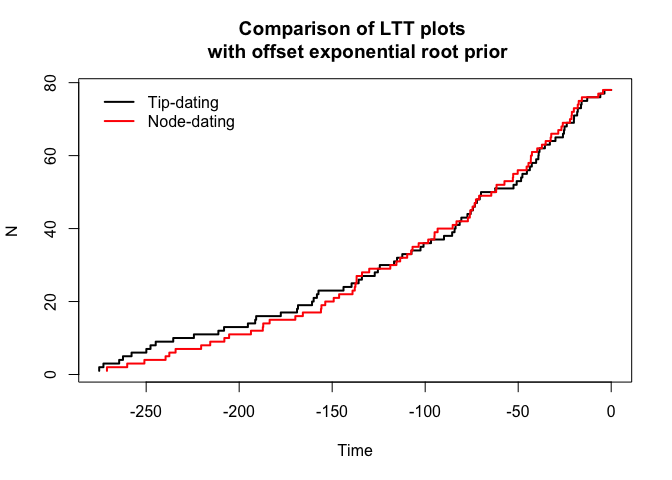 Comparison of LTT plots
with offset exponential root prior
Tip-dating
Node-dating
N
0
20
40
60
80
-250
-200
-150
-100
-50
0
Time